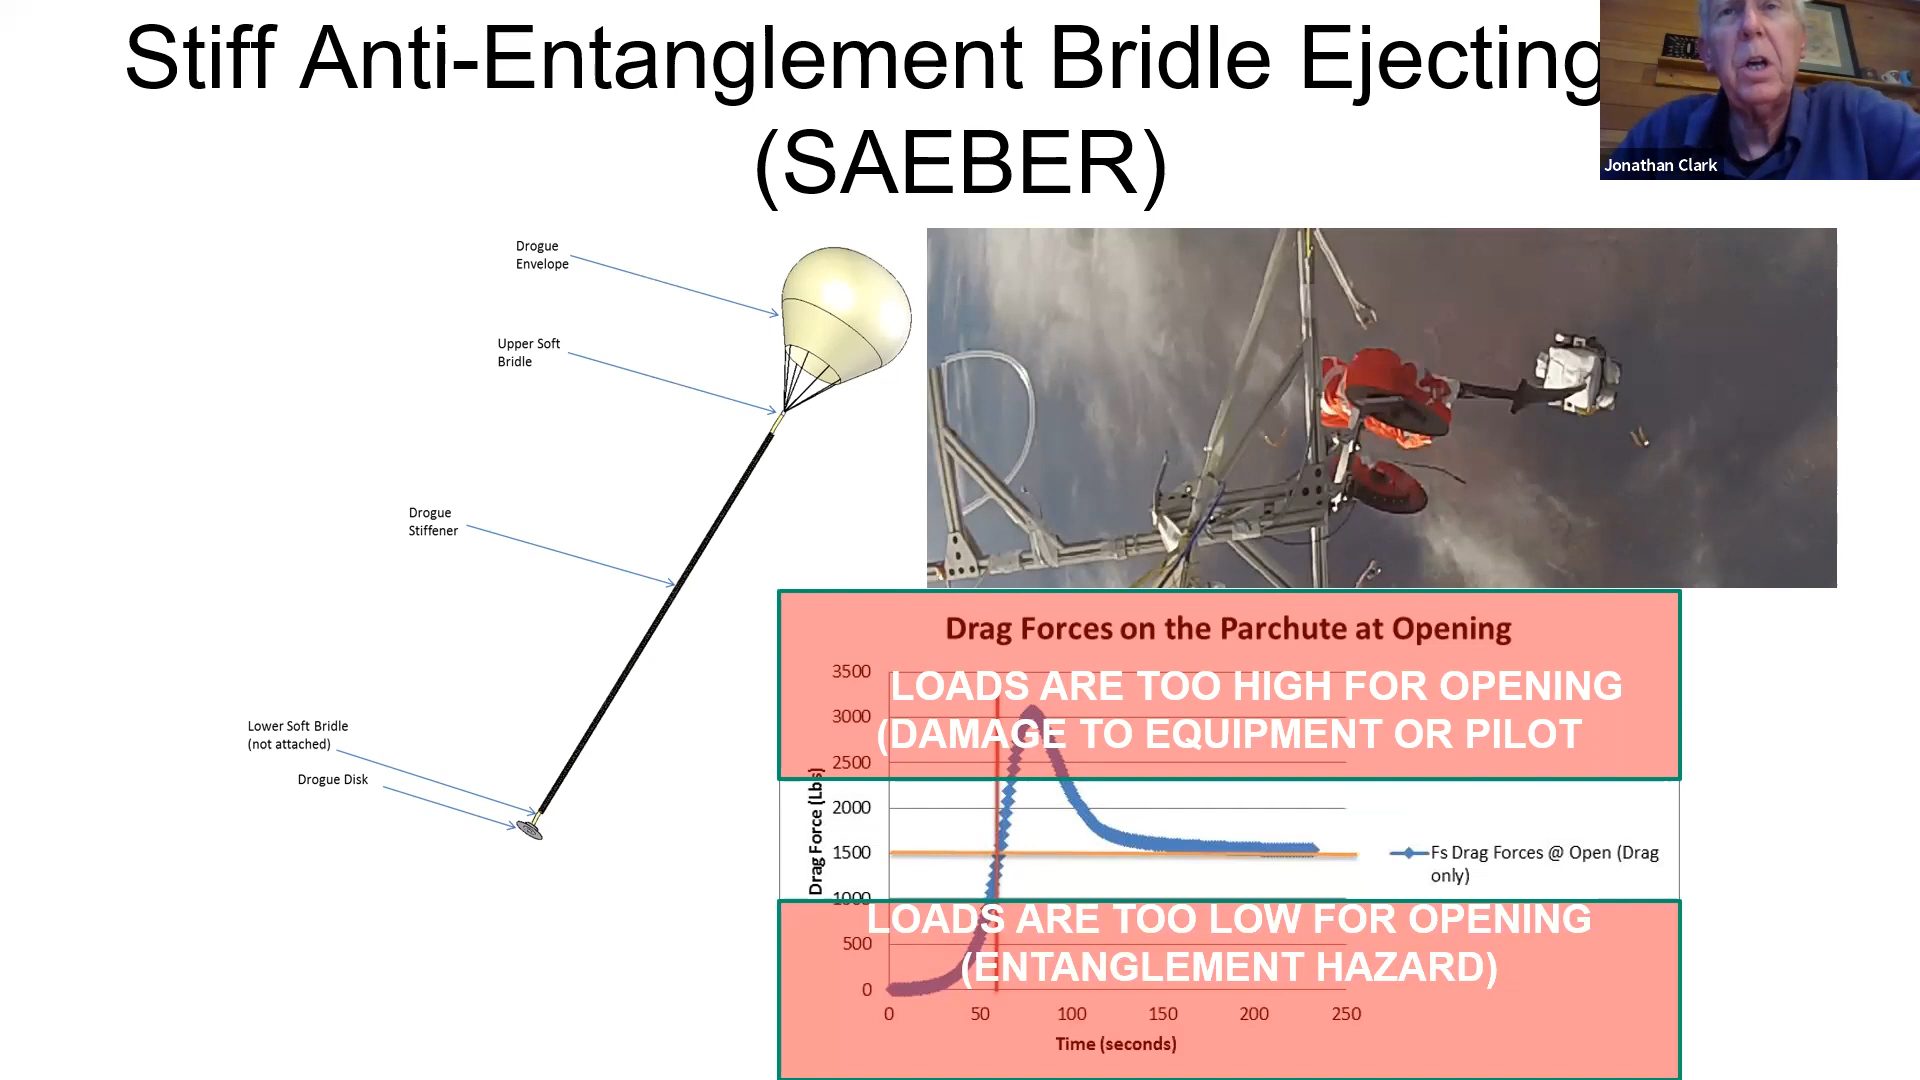 Stiff Anti-Entanglement Bridle Ejecting
(SAEBER)
Jonathan Clark
Drogue
Envelope
Upper Soft
Bridle
Drogue
Stiffener
Lower Soft Bridle
(not attached)
Drogue Disk
Drag Forces on the Parchute at Opening
LOADS ARE TOO HIGH FOR OPENING
(DAMAGE TO EQUIPMENT OR PILOT
3500
3000
2500
2000
1500
1000
500
0
Drag Force (Lbs)
Fs Drag Forces @ Open (Drag
only)
LOADS ARE TOO LOW FOR OPENING
(ENTANGLEMENT HAZARD)
0 50 100 150 200 250
Time (seconds)